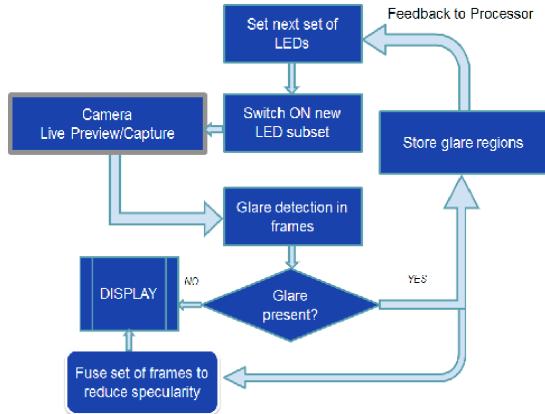 Feedback to Processor
Set next set of
LEDs
Camera
Live Preview/Capture
Switch ON new
LED subset
Store glare regions
Glare detection in
frames
DISPLAY
NO
Glare
present?
YES
Fuse set of frames to
reduce specularity